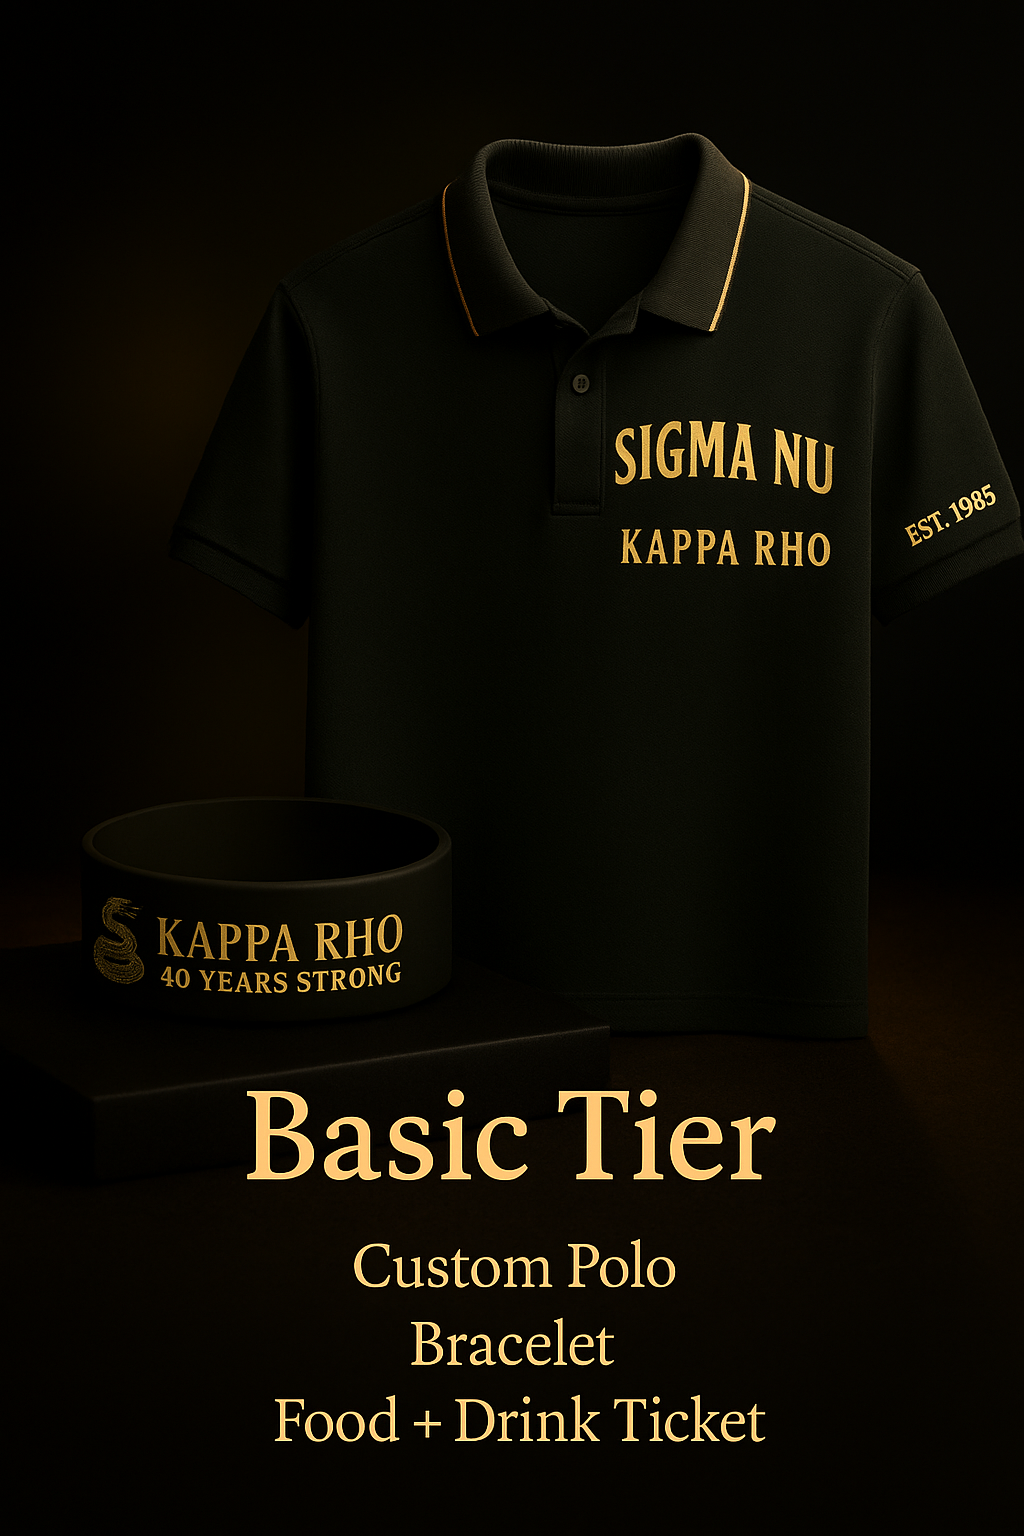 SIGMA NU
KAPPA RHO
EST. 1985
KAPPA RHO
40 YEARS STRONG
Basic Tier
Custom Polo
Bracelet
Food + Drink Ticket